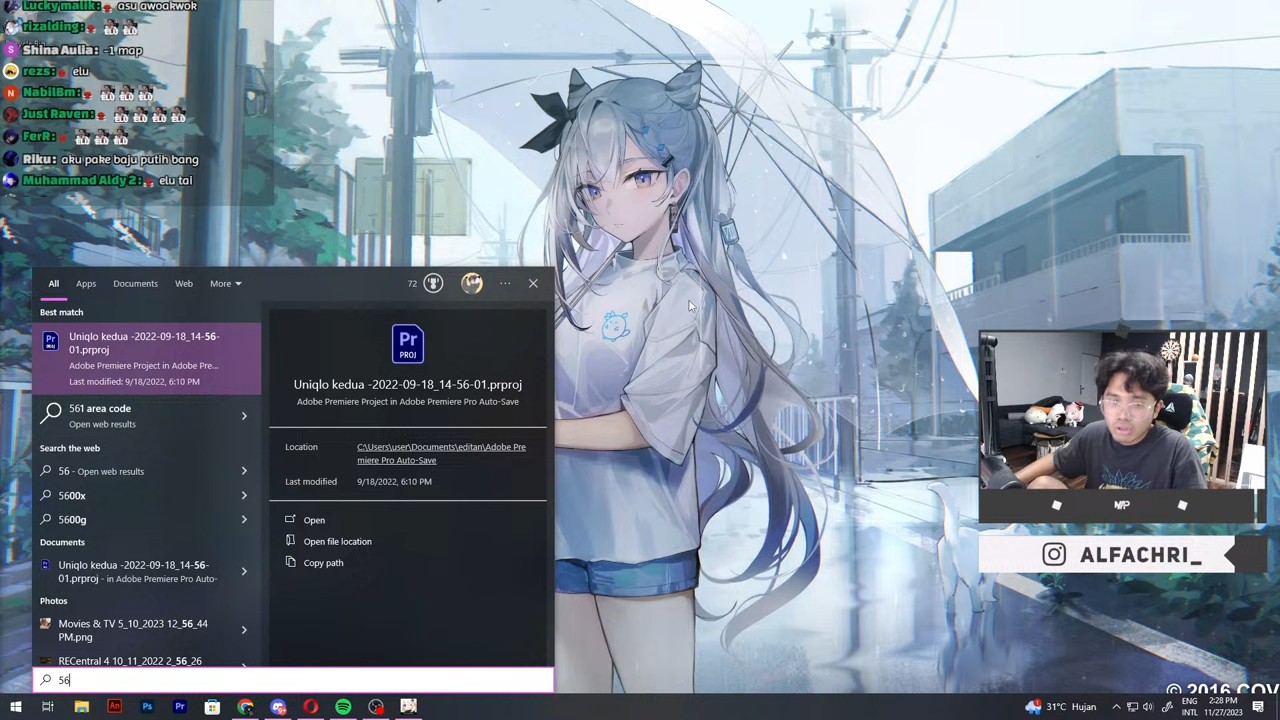 Lucky malik: asu awoakwok
rizalding:
Shina Aulia: -1 map
rezs: elu
NabilBm:
Just Raven:
FerR:
Riku: aku pake baju putih bang
Muhammad Aldy 2: elu tai
All
Apps
Documents
Web
More
72
Best match
Uniqlo kedua -2022-09-18_14-56-
01.prproj
Adobe Premiere Project in Adobe Pre...
Last modified: 9/18/2022, 6:10 PM
561 area code
Open web results
Search the web
56 - Open web results
5600x
5600g
Documents
Uniqlo kedua -2022-09-18_14-56-
01.prproj - in Adobe Premiere Pro Auto-
Photos
Movies & TV 5_10_2023 12_56_44
PM.png
RECentral 4 10_11_2022 2_56_26
56
PROJ
Uniqlo kedua -2022-09-18_14-56-01.prproj
Adobe Premiere Project in Adobe Premiere Pro Auto-Save
Location
C:\Users\user\Documents\editan\Adobe Pre
miere Pro Auto-Save
Last modified
9/18/2022, 6:10 PM
Open
Open file location
Copy path
ALFACHRI_
© 2016 COV
An
Ps
Pr
31°C Hujan
ENG
INTL
2:28 PM
11/27/2023